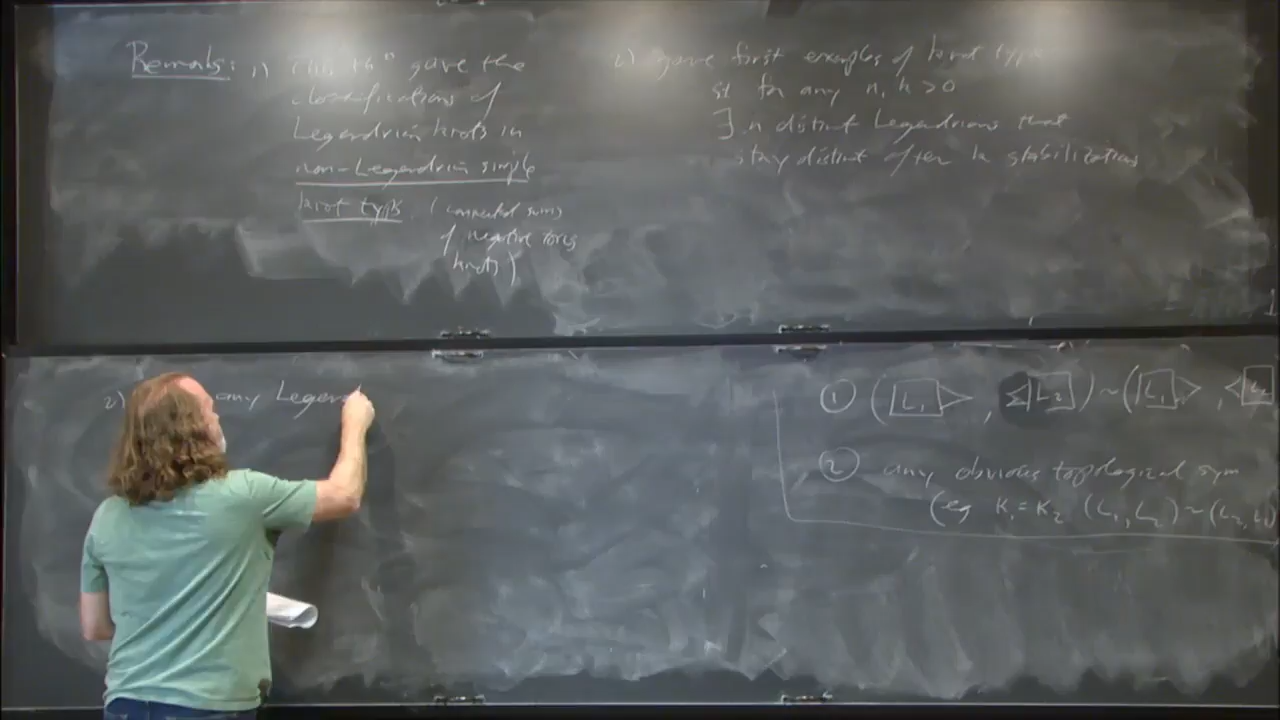 Remarks: 1) this thm gave the
classifications of
Legendrian knots in
non-Legendrian simple
knot types (connected sums
of negative torus
knots)
2) gave first examples of knot types
st for any n, k > 0
∃ n distinct Legendrians that
stay distinct after k stabilizations
2) any Legend
① ( L₁ , L₂ ) ~ ( L₁ , L₂
② any obvious topological sym
(eg K₁ = K₂ (L₁, L₂) ~ (L₂, L₁)